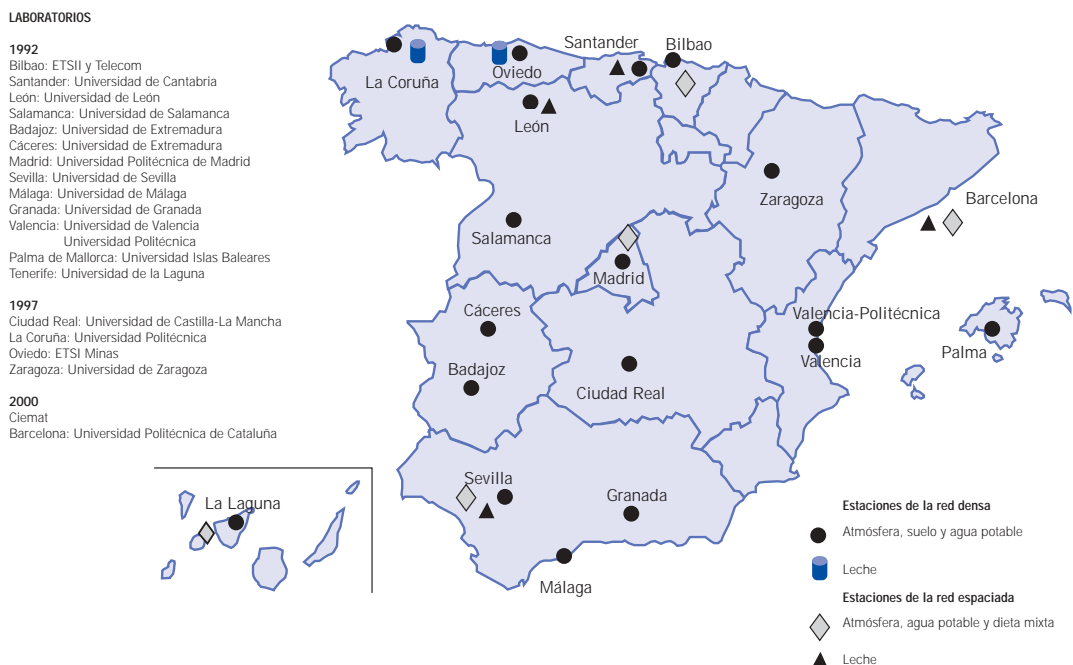 LABORATORIOS
1992
Bilbao: ETSII y Telecom
Santander: Universidad de Cantabria
León: Universidad de León
Salamanca: Universidad de Salamanca
Badajoz: Universidad de Extremadura
Cáceres: Universidad de Extremadura
Madrid: Universidad Politécnica de Madrid
Sevilla: Universidad de Sevilla
Málaga: Universidad de Málaga
Granada: Universidad de Granada
Valencia: Universidad de Valencia
Universidad Politécnica
Palma de Mallorca: Universidad Islas Baleares
Tenerife: Universidad de la Laguna
1997
Ciudad Real: Universidad de Castilla-La Mancha
La Coruña: Universidad Politécnica
Oviedo: ETSI Minas
Zaragoza: Universidad de Zaragoza
2000
Ciemat
Barcelona: Universidad Politécnica de Cataluña
Santander
Bilbao
La Coruña
Oviedo
León
Zaragoza
Barcelona
Salamanca
Madrid
Cáceres
Valencia-Politécnica
Palma
Valencia
Badajoz
Ciudad Real
Sevilla
Granada
La Laguna
Málaga
Estaciones de la red densa
Atmósfera, suelo y agua potable
Leche
Estaciones de la red espaciada
Atmósfera, agua potable y dieta mixta
Leche